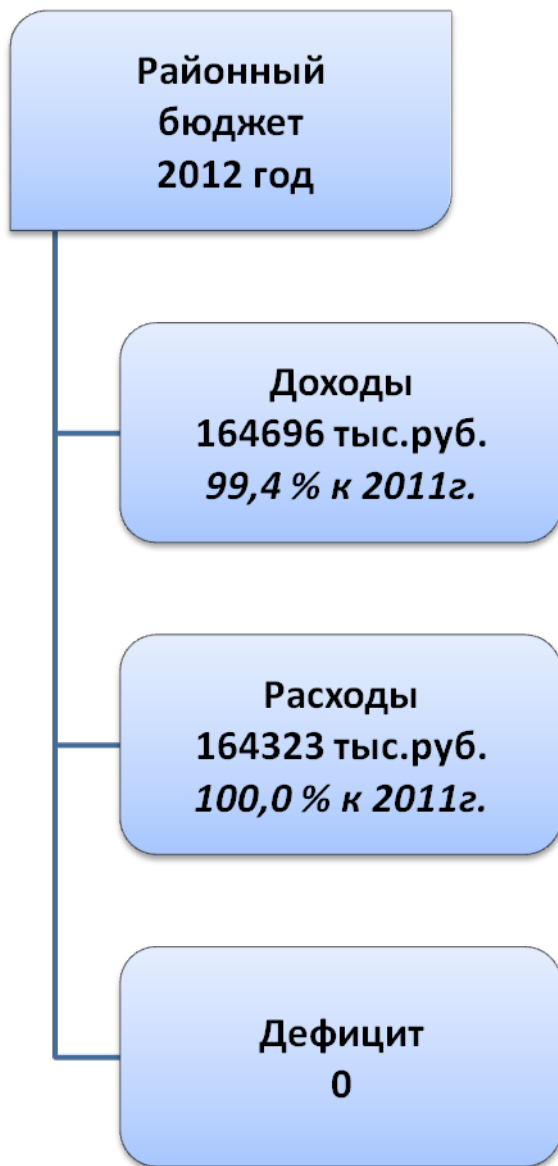 Районный
бюджет
2012 год
Доходы
164696 тыс.руб.
99,4 % к 2011г.
Расходы
164323 тыс.руб.
100,0 % к 2011г.
Дефицит
0